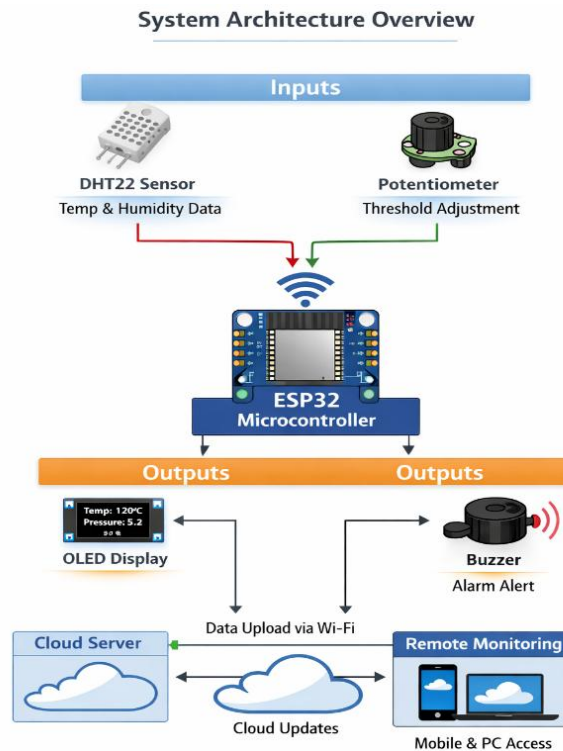 System Architecture Overview
Inputs
DHT22 Sensor
Temp & Humidity Data
Potentiometer
Threshold Adjustment
ESP32
Microcontroller
Outputs
Outputs
Temp: 120°C
Pressure: 5.2
OLED Display
Buzzer
Alarm Alert
Data Upload via Wi-Fi
Cloud Server
Remote Monitoring
Cloud Updates
Mobile & PC Access